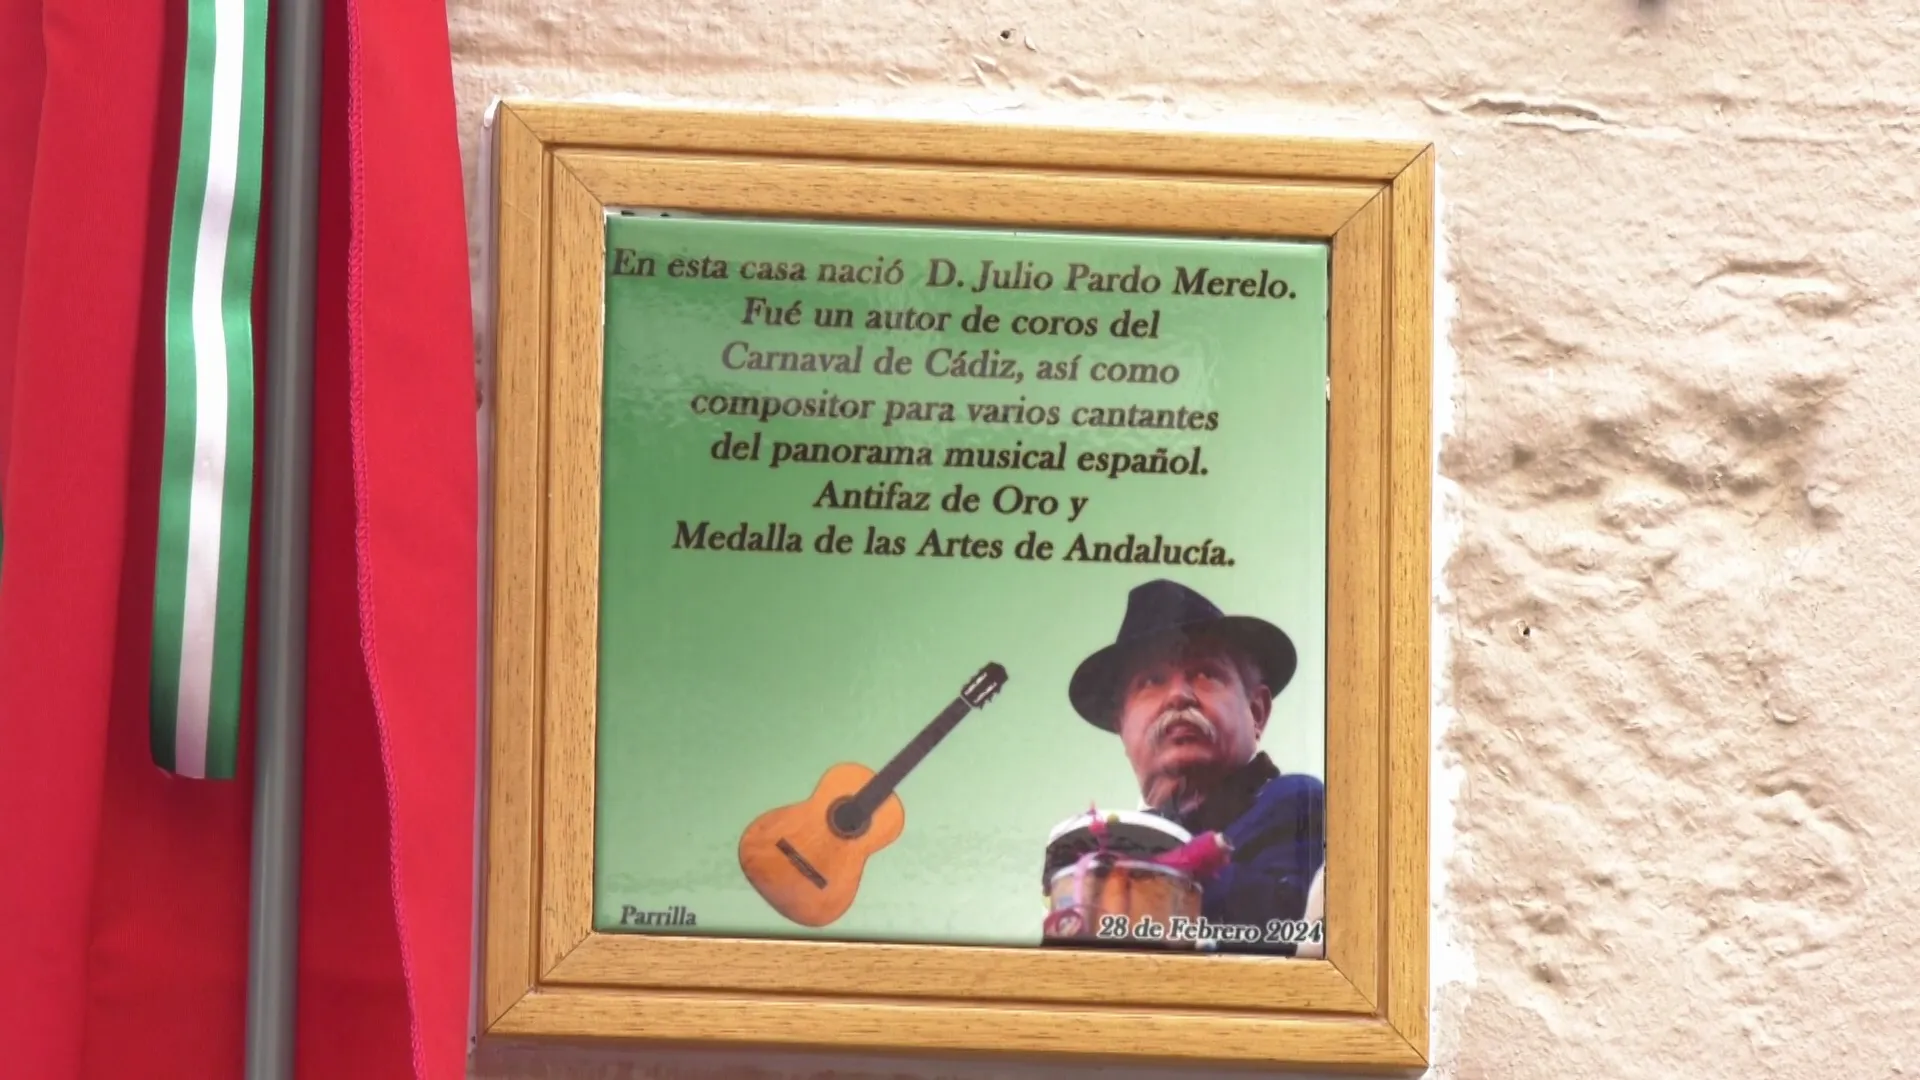 En esta casa nació D. Julio Pardo Merelo.
Fué un autor de coros del
Carnaval de Cádiz, así como
compositor para varios cantantes
del panorama musical español.
Antifaz de Oro y
Medalla de las Artes de Andalucía.
Parrilla
28 de Febrero 2024